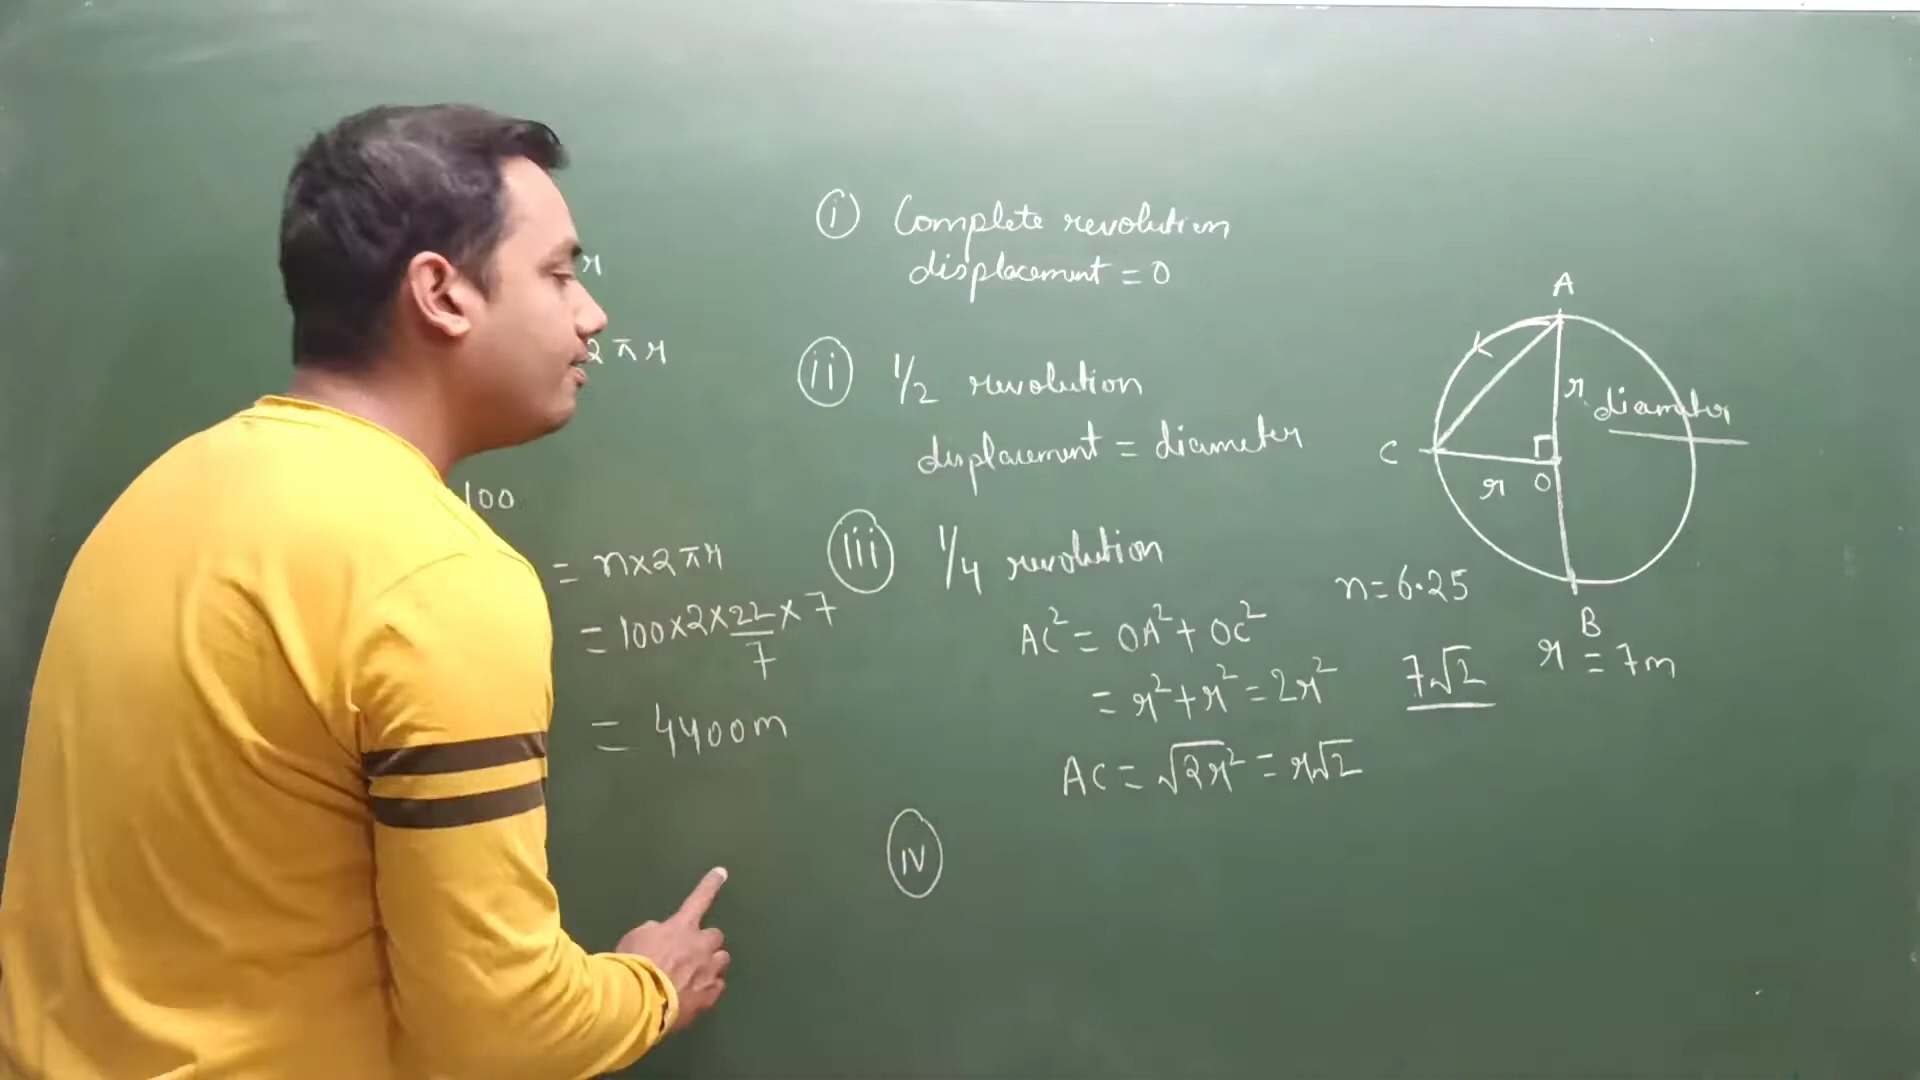 r
2πr
100
= n×2πr
= 100×2×22/7×7
= 4400m
(i) Complete revolution
displacement = 0
(ii) 1/2 revolution
displacement = diameter
(iii) 1/4 revolution
AC² = OA² + OC²
= r² + r² = 2r²
AC = √2r² = r√2
(iv)
n = 6.25
7√2
A
r
diameter
C
r O
B
r = 7m